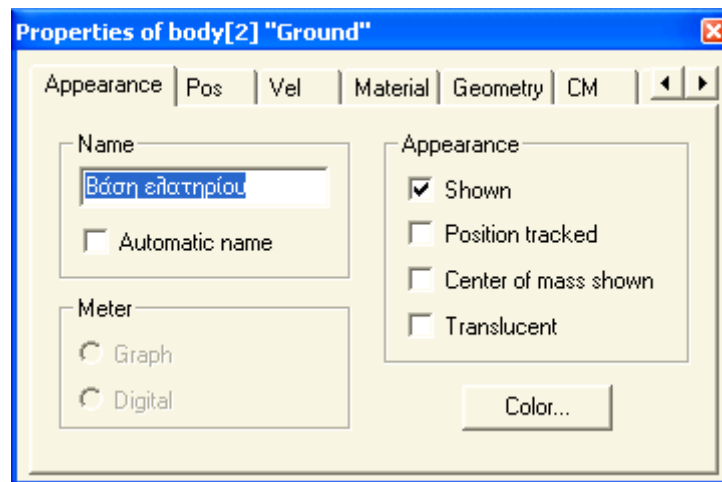 Properties of body[2] "Ground"
Appearance Pos Vel Material Geometry CM
Name
Βάση ελατηρίου
Automatic name
Meter
Graph
Digital
Appearance
Shown
Position tracked
Center of mass shown
Translucent
Color...